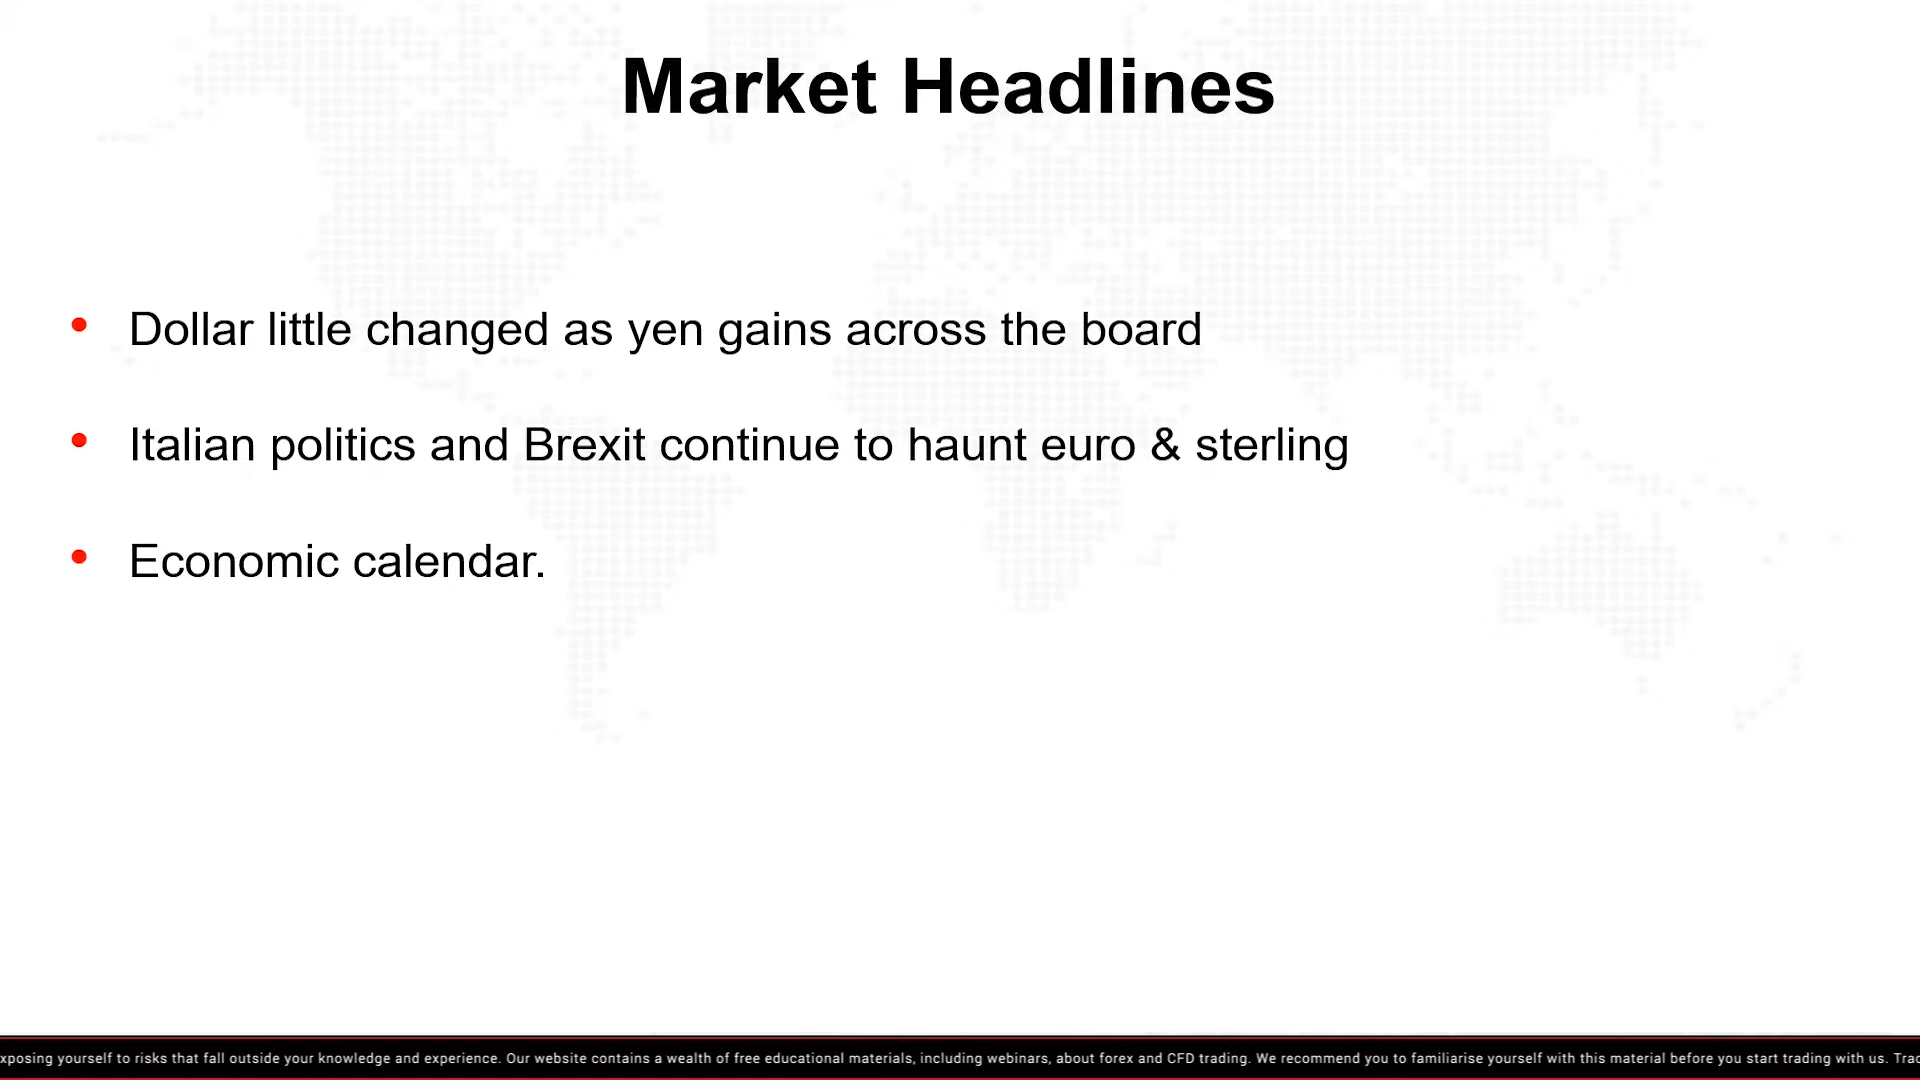 Market Headlines
Dollar little changed as yen gains across the board
Italian politics and Brexit continue to haunt euro & sterling
Economic calendar.
xposing yourself to risks that fall outside your knowledge and experience. Our website contains a wealth of free educational materials, including webinars, about forex and CFD trading. We recommend you to familiarise yourself with this material before you start trading with us. Trad